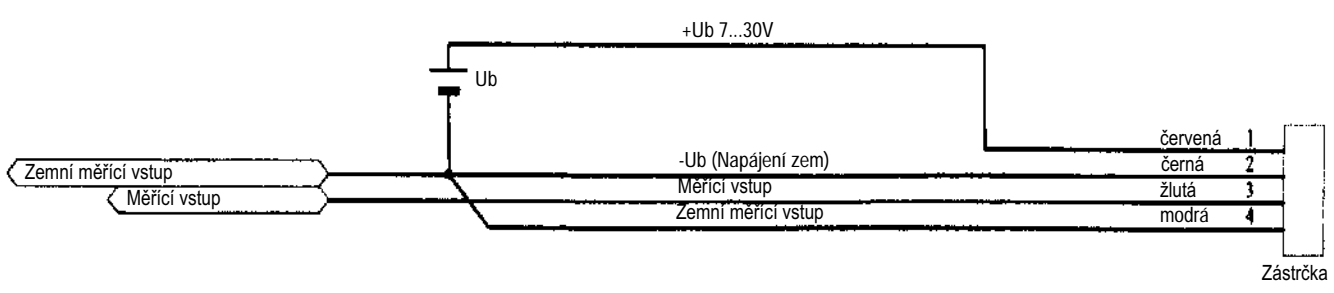 +Ub 7...30V
Ub
červená 1
Zemní měřící vstup
-Ub (Napájení zem)
černá 2
Měřící vstup
Měřící vstup
žlutá 3
Zemní měřící vstup
modrá 4
Zástrčka